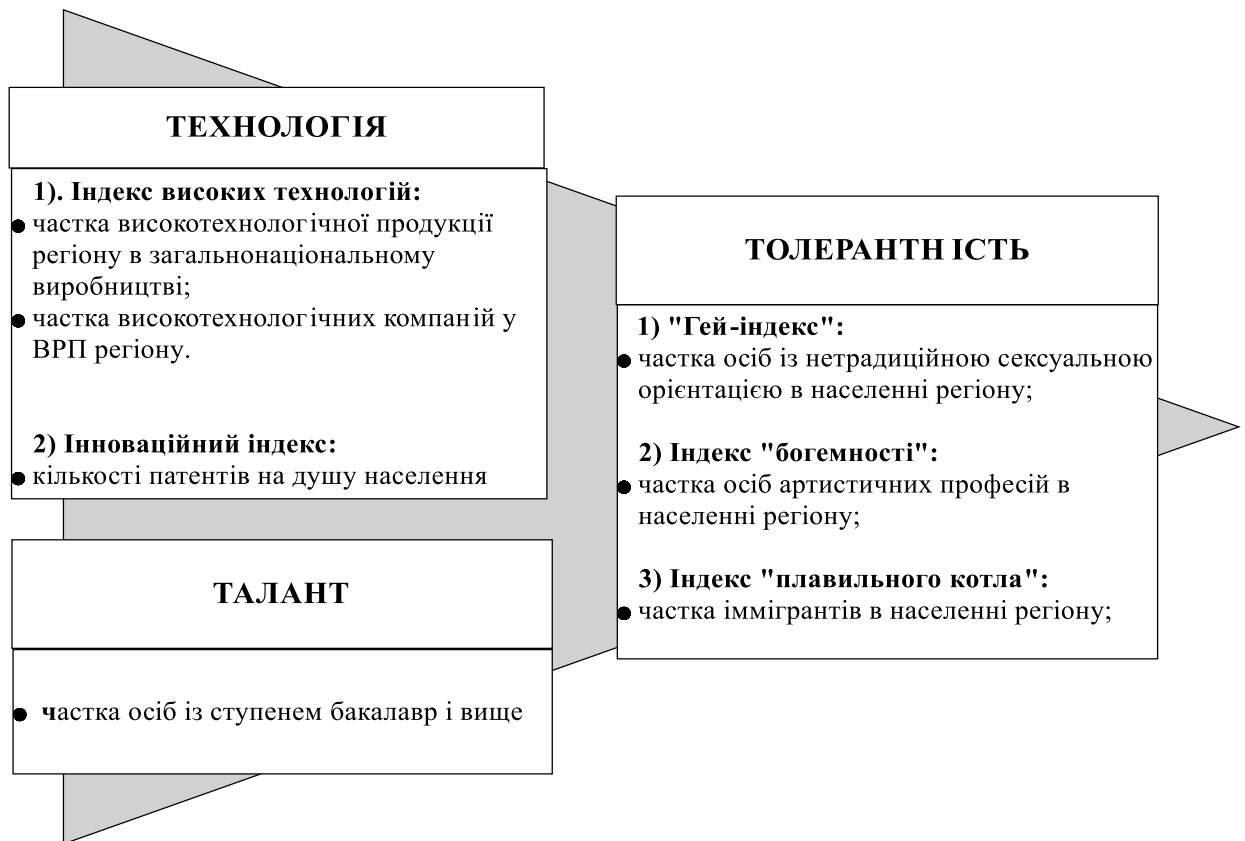 ТЕХНОЛОГІЯ
1). Індекс високих технологій:
● частка високотехнологічної продукції
регіону в загальнонаціональному
виробництві;
● частка високотехнологічних компаній у
ВРП регіону.
2) Інноваційний індекс:
● кількості патентів на душу населення
ТАЛАНТ
● частка осіб із ступенем бакалавр і вище
ТОЛЕРАНТН ІСТЬ
1) "Гей-індекс":
● частка осіб із нетрадиційною сексуальною
орієнтацією в населенні регіону;
2) Індекс "богемності":
● частка осіб артистичних професій в
населенні регіону;
3) Індекс "плавильного котла":
● частка іммігрантів в населенні регіону;